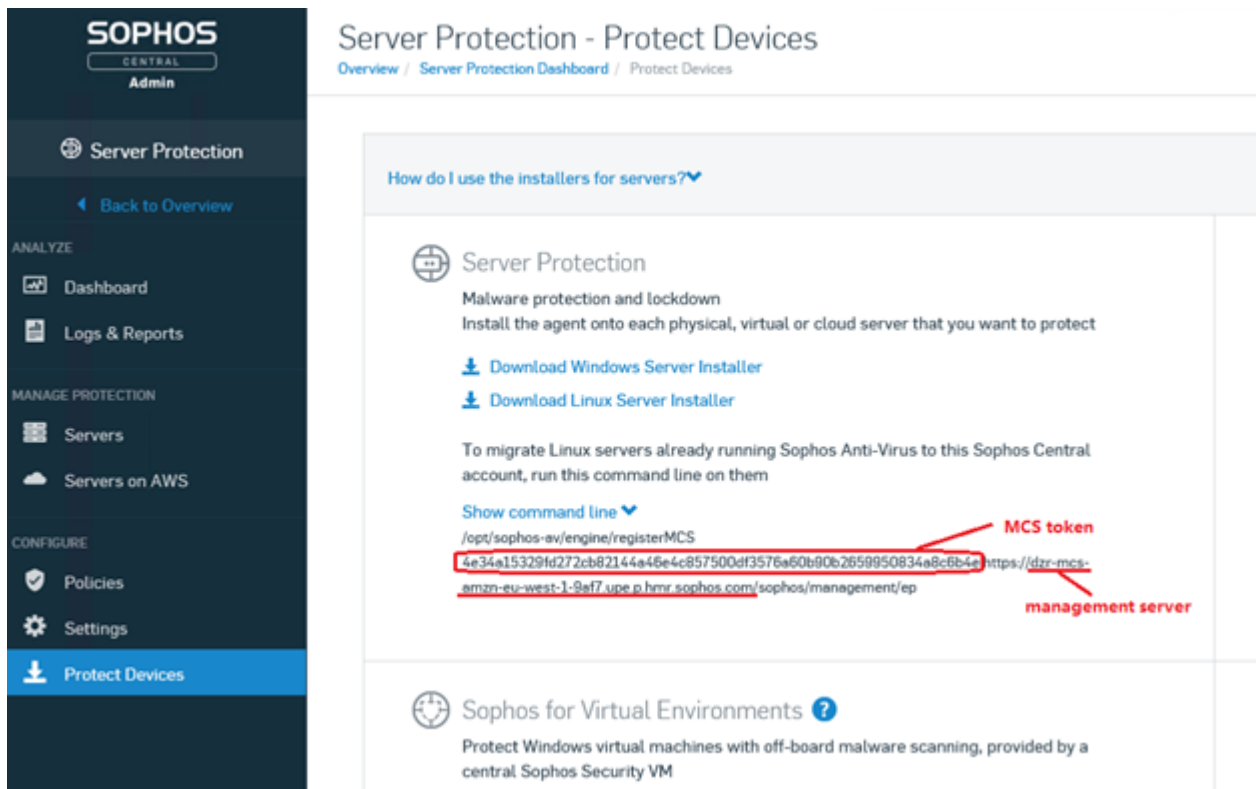 SOPHOS
CENTRAL
Admin
Server Protection
Back to Overview
ANALYZE
Dashboard
Logs & Reports
MANAGE PROTECTION
Servers
Servers on AWS
CONFIGURE
Policies
Settings
Protect Devices
Server Protection - Protect Devices
Overview / Server Protection Dashboard / Protect Devices
How do I use the installers for servers?
Server Protection
Malware protection and lockdown
Install the agent onto each physical, virtual or cloud server that you want to protect
Download Windows Server Installer
Download Linux Server Installer
To migrate Linux servers already running Sophos Anti-Virus to this Sophos Central
account, run this command line on them
Show command line
/opt/sophos-av/engine/registerMCS
MCS token
4e34a15329fd272cb82144a46e4c857500df3576a60b90b2659950834a8c6b4e https://dzr-mcs-
amzn-eu-west-1-9af7.upe.p.hmr.sophos.com/sophos/management/ep
management server
Sophos for Virtual Environments ?
Protect Windows virtual machines with off-board malware scanning, provided by a
central Sophos Security VM